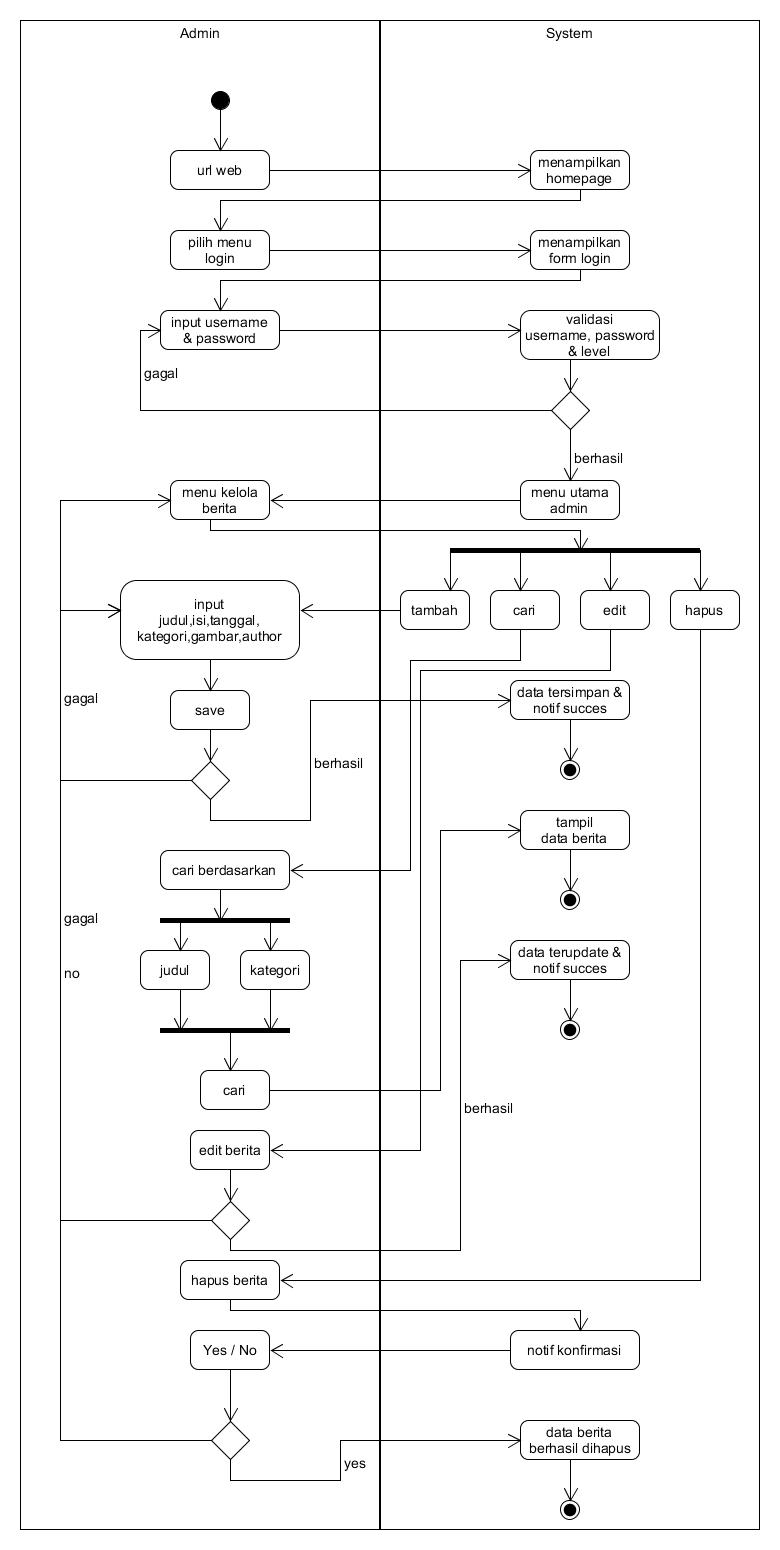 Admin
System
url web
menampilkan
homepage
pilih menu
login
menampilkan
form login
input username
& password
validasi
username, password
& level
gagal
berhasil
menu kelola
berita
menu utama
admin
input
judul,isi,tanggal,
kategori,gambar,author
tambah
cari
edit
hapus
gagal
save
data tersimpan &
notif succes
berhasil
tampil
data berita
cari berdasarkan
gagal
no
judul
kategori
data terupdate &
notif succes
cari
berhasil
edit berita
hapus berita
Yes / No
notif konfirmasi
data berita
berhasil dihapus
yes